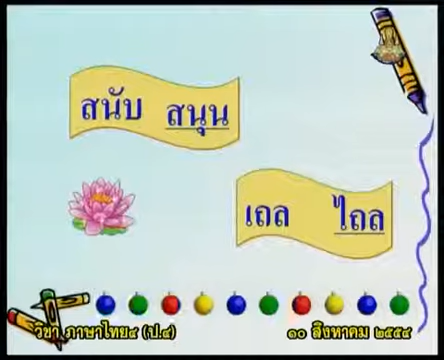 สนับ สนุน
เถล ไถล
วิชา ภาษาไทย๔ (ป.๔)
๑๐ สิงหาคม ๒๕๕๔